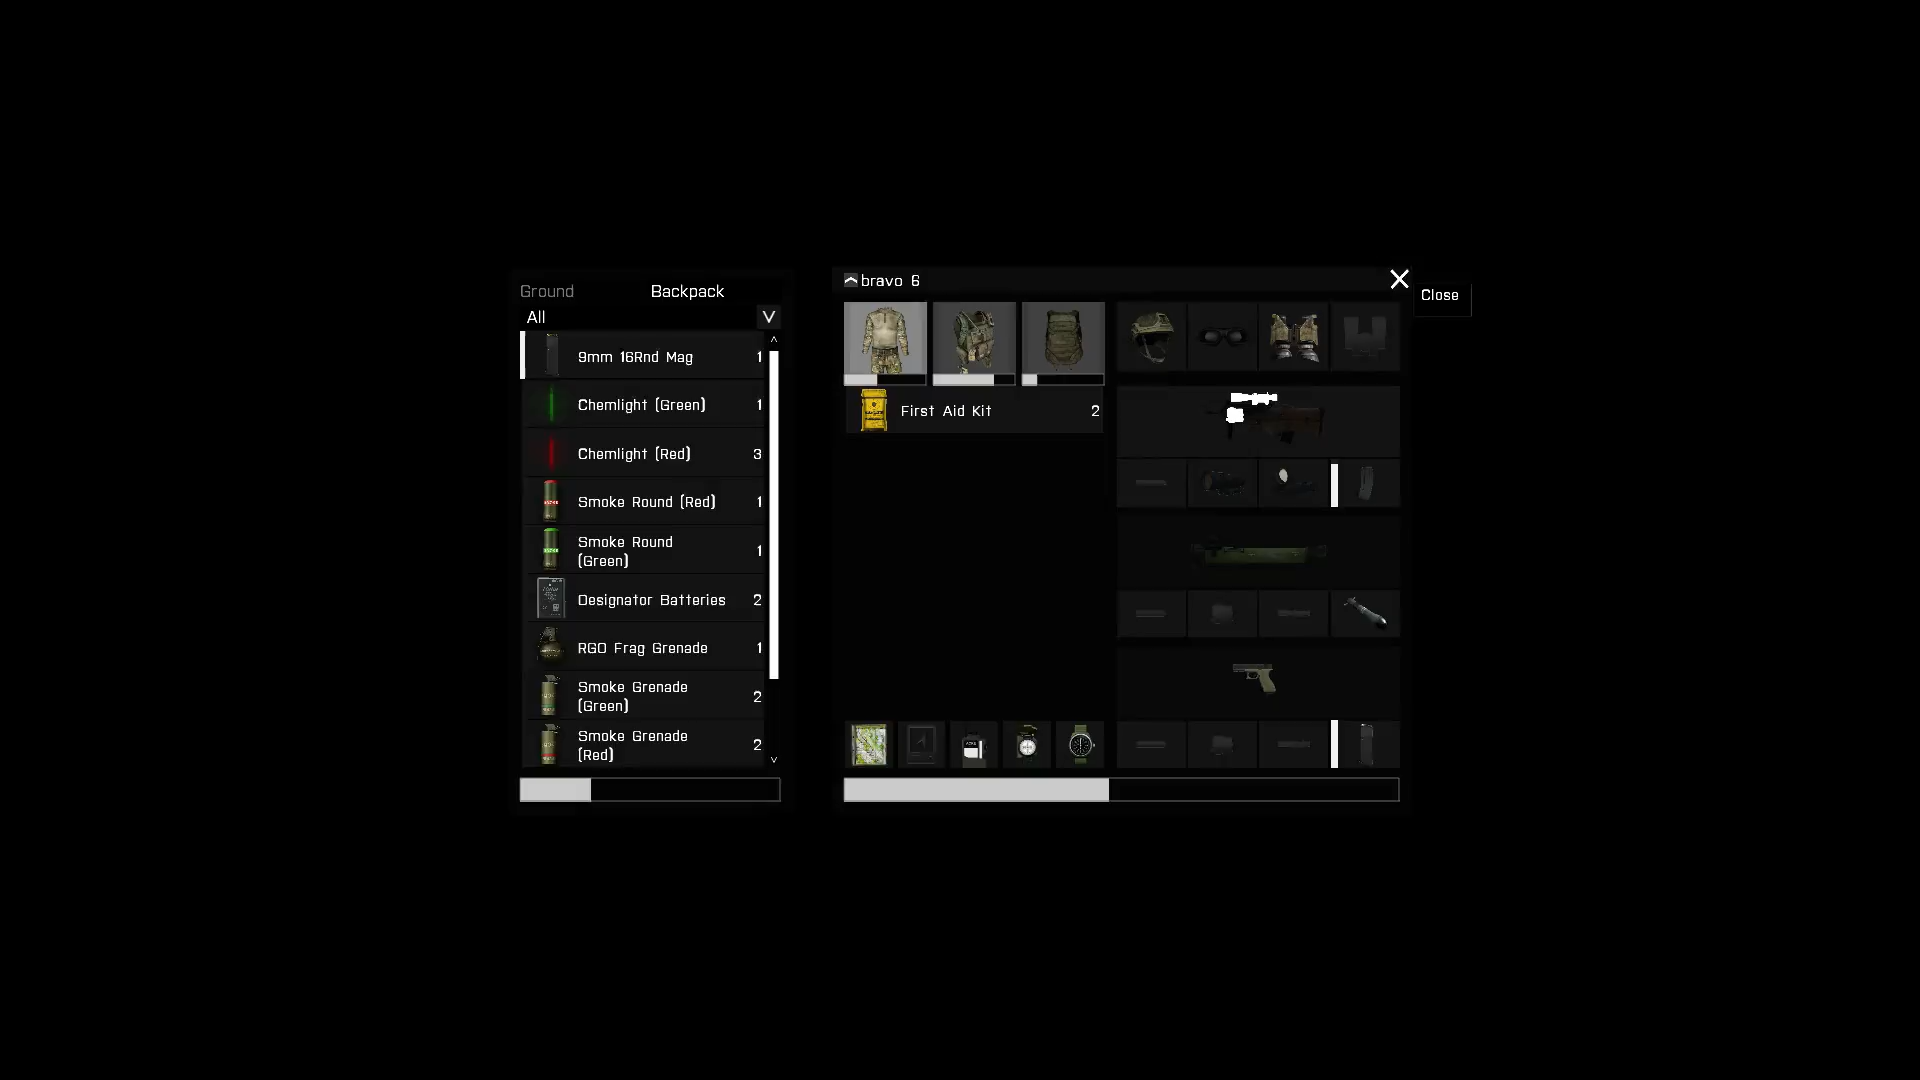 Ground Backpack
All
9mm 16Rnd Mag 1
Chemlight (Green) 1
Chemlight (Red) 3
Smoke Round (Red) 1
Smoke Round
(Green) 1
Designator Batteries 2
RGO Frag Grenade 1
Smoke Grenade
(Green) 2
Smoke Grenade
(Red) 2
bravo 6
Close
First Aid Kit 2